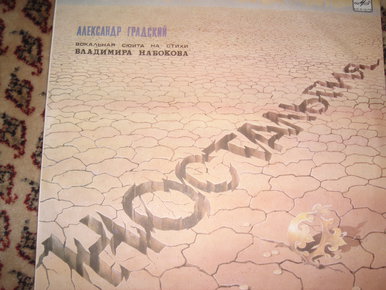 АЛЕКСАНДР ГРАДСКИЙ
ВОКАЛЬНАЯ СЮИТА НА СТИХИ
ВЛАДИМИРА НАБОКОВА
НОСТАЛЬГИЯ